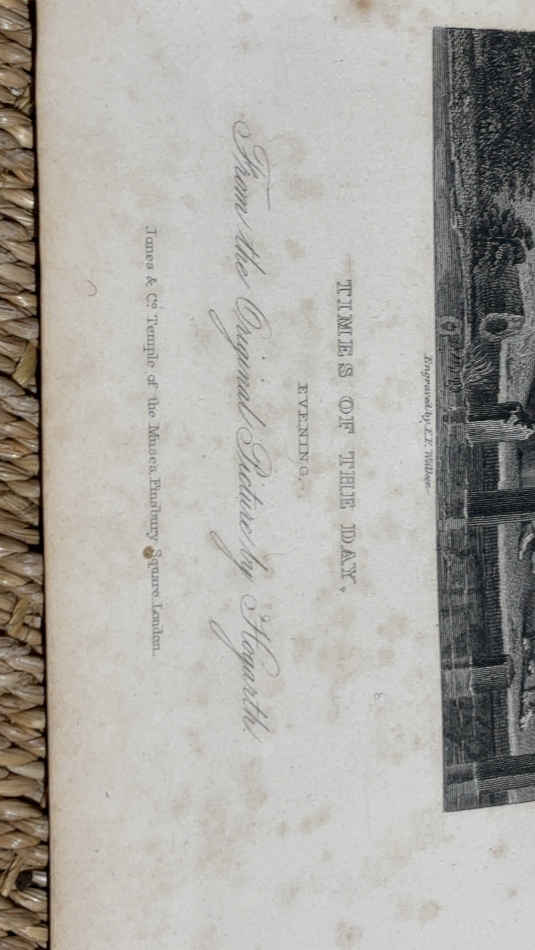 Engraved by T.F. Willson.
TIMES OF THE DAY,
EVENING.
From the Original Picture by Hogarth.
Jones & Co. Temple of the Muses, Finsbury Square, London.